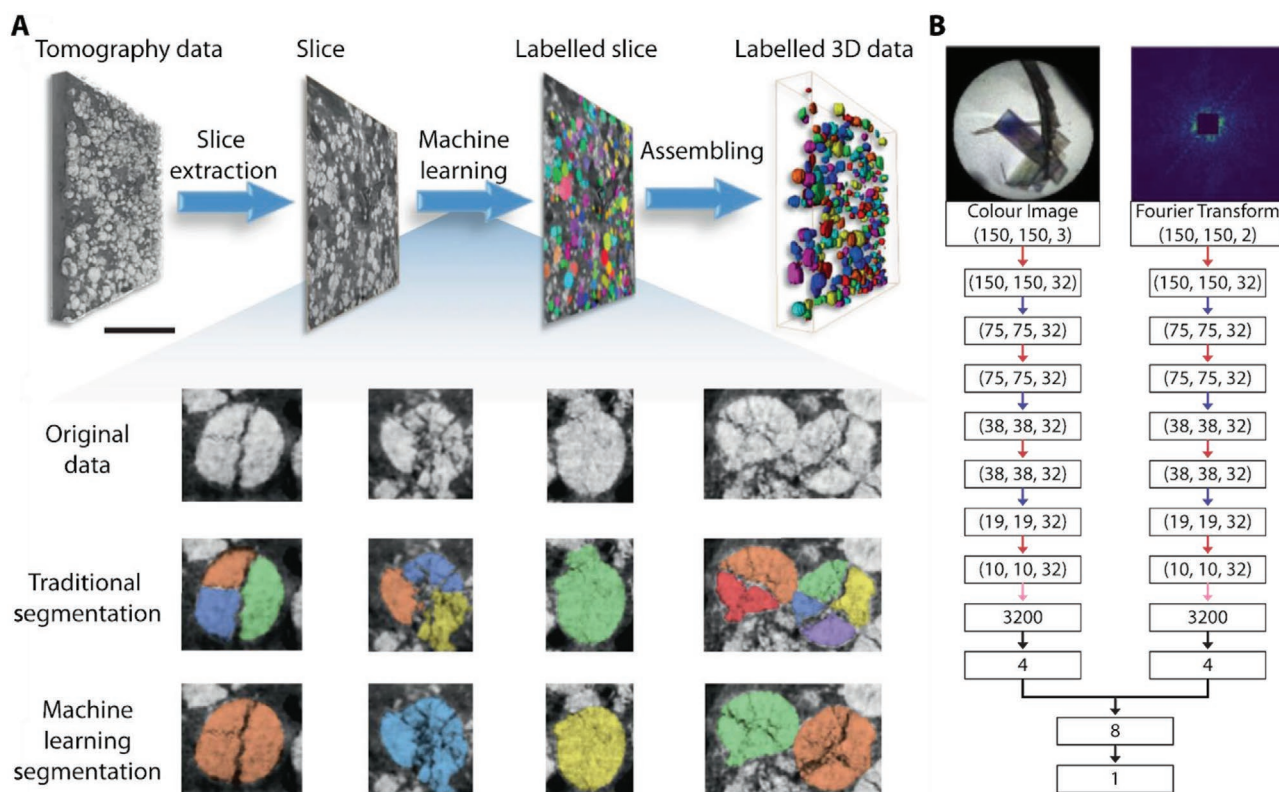 A
Tomography data
Slice
Labelled slice
Labelled 3D data
Slice
extraction
Machine
learning
Assembling
Original
data
Traditional
segmentation
Machine
learning
segmentation
B
Colour Image
(150, 150, 3)
Fourier Transform
(150, 150, 2)
(150, 150, 32)
(150, 150, 32)
(75, 75, 32)
(75, 75, 32)
(75, 75, 32)
(75, 75, 32)
(38, 38, 32)
(38, 38, 32)
(38, 38, 32)
(38, 38, 32)
(19, 19, 32)
(19, 19, 32)
(10, 10, 32)
(10, 10, 32)
3200
3200
4
4
8
1